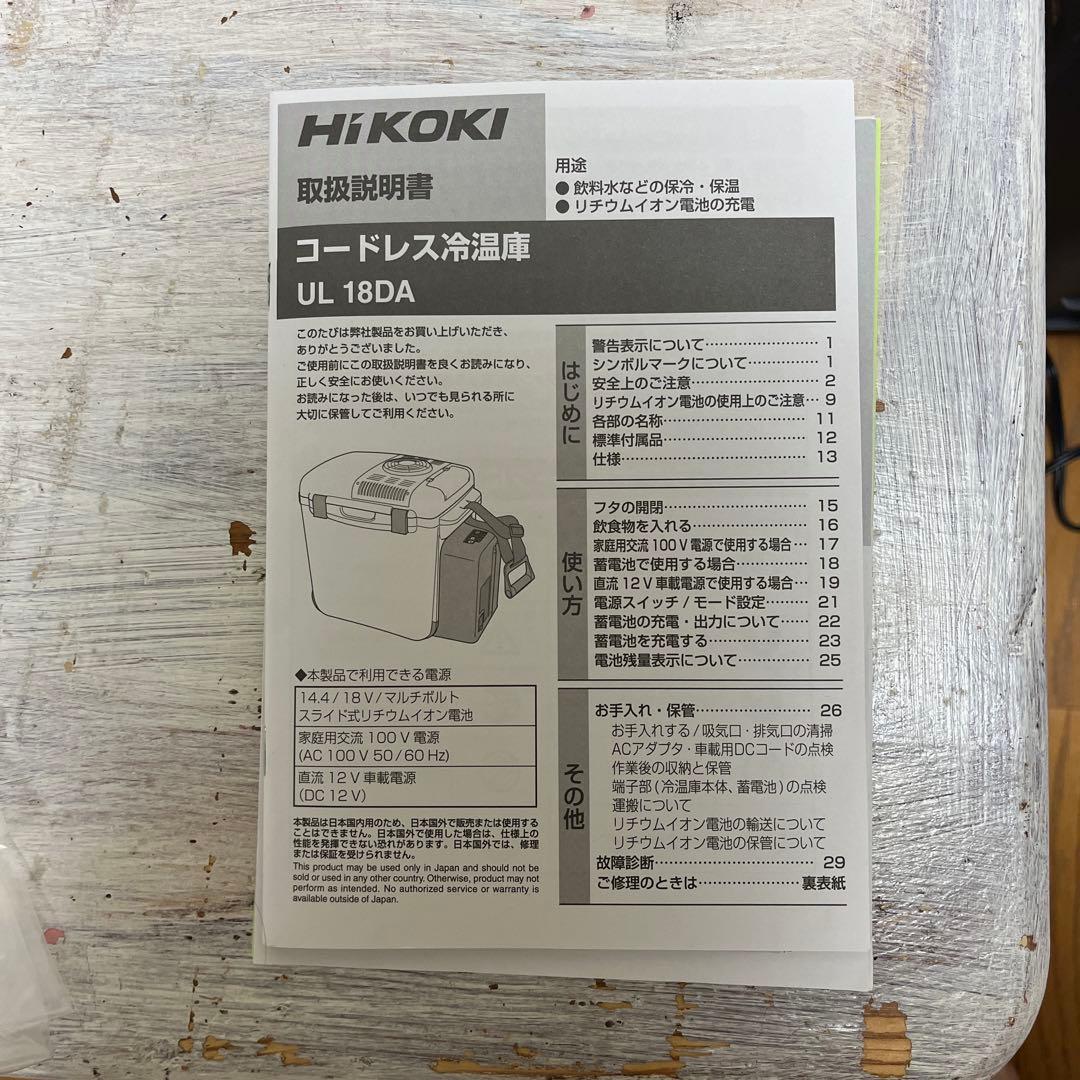 HiKOKI
取扱説明書
用途
● 飲料水などの保冷・保温
● リチウムイオン電池の充電
コードレス冷温庫
UL 18DA
このたびは弊社製品をお買い上げいただき、
ありがとうございました。
ご使用前にこの取扱説明書を良くお読みになり、
正しく安全にお使いください。
お読みになった後は、いつでも見られる所に
大切に保管してご利用ください。
◆本製品で利用できる電源
14.4 / 18 V / マルチボルト
スライド式リチウムイオン電池
家庭用交流 100 V 電源
(AC 100 V 50 / 60 Hz)
直流 12 V 車載電源
(DC 12 V)
本製品は日本国内用のため、日本国外で販売または使用する
ことはできません。日本国外で使用した場合は、仕様上の
性能を発揮できない恐れがあります。日本国外では、修理
または保証を受けられません。
This product may be used only in Japan and should not be
sold or used in any other country. Otherwise, product may not
perform as intended. No authorized service or warranty is
available outside of Japan.
はじめに
警告表示について…………………… 1
シンボルマークについて…………… 1
安全上のご注意……………………… 2
リチウムイオン電池の使用上のご注意… 9
各部の名称………………………… 11
標準付属品………………………… 12
仕様………………………………… 13
使い方
フタの開閉………………………… 15
飲食物を入れる…………………… 16
家庭用交流 100 V 電源で使用する場合… 17
蓄電池で使用する場合…………… 18
直流 12 V 車載電源で使用する場合… 19
電源スイッチ / モード設定……… 21
蓄電池の充電・出力について…… 22
蓄電池を充電する………………… 23
電池残量表示について…………… 25
その他
お手入れ・保管…………………… 26
お手入れする / 吸気口・排気口の清掃
ACアダプタ・車載用DCコードの点検
作業後の収納と保管
端子部 (冷温庫本体、蓄電池) の点検
運搬について
リチウムイオン電池の輸送について
リチウムイオン電池の保管について
故障診断…………………………… 29
ご修理のときは………………… 裏表紙